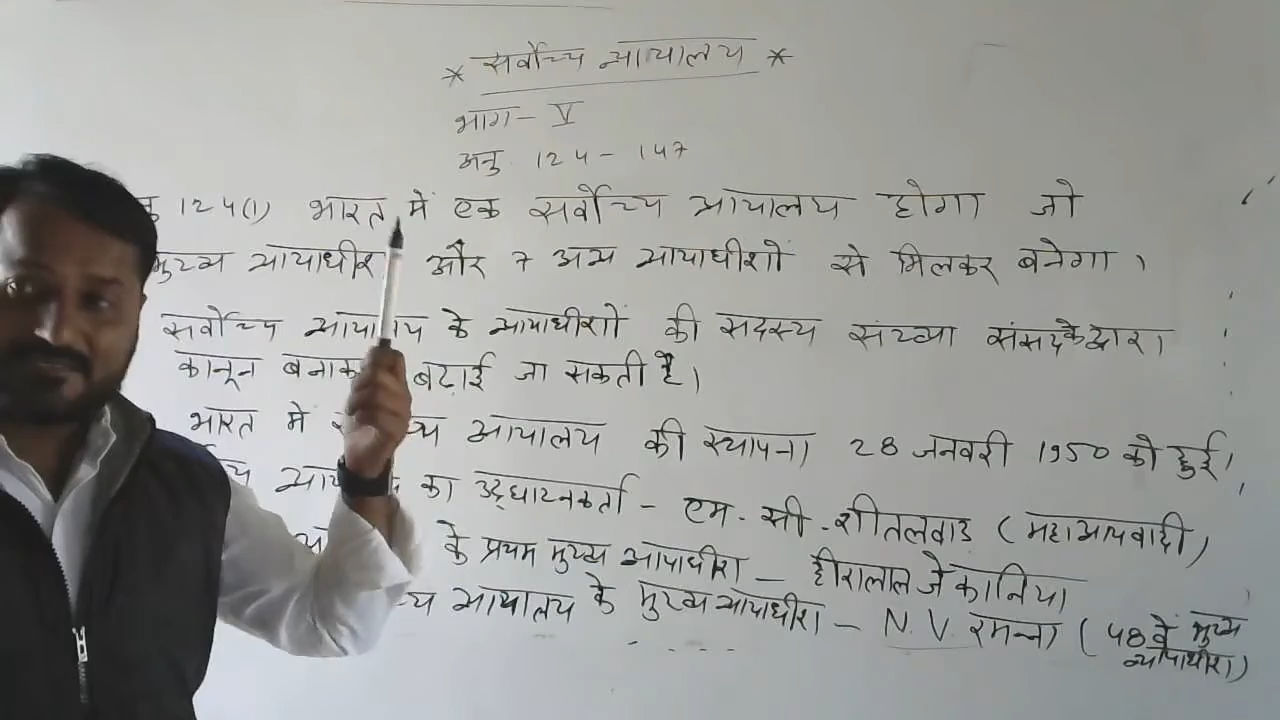 * सर्वोच्च न्यायालय *
भाग- V
अनु. 124 - 147
124(1) भारत में एक सर्वोच्च न्यायालय होगा जो
मुख्य न्यायाधीश और 7 अन्य न्यायाधीशों से मिलकर बनेगा।
सर्वोच्च न्यायालय के न्यायाधीशों की सदस्य संख्या संसद के द्वारा
कानून बनाक बढ़ाई जा सकती है।
भारत में न्यायालय की स्थापना 28 जनवरी 1950 को हुई।
का उद्घाटनकर्ता - एम. सी. शीतलवाड (महान्यायवादी)
के प्रथम मुख्य न्यायाधीश - हीरालाल जे कानिया
न्यायालय के मुख्य न्यायाधीश - N. V. रमन्ना (48वें मुख्य
न्यायाधीश)